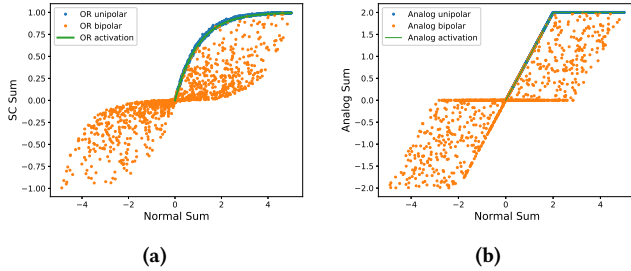 OR unipolar
OR bipolar
OR activation
1.00
0.75
0.50
0.25
0.00
−0.25
−0.50
−0.75
−1.00
SC Sum
−4 −2 0 2 4
Normal Sum
(a)
Analog unipolar
Analog bipolar
Analog activation
2.0
1.5
1.0
0.5
0.0
−0.5
−1.0
−1.5
−2.0
Analog Sum
−4 −2 0 2 4
Normal Sum
(b)